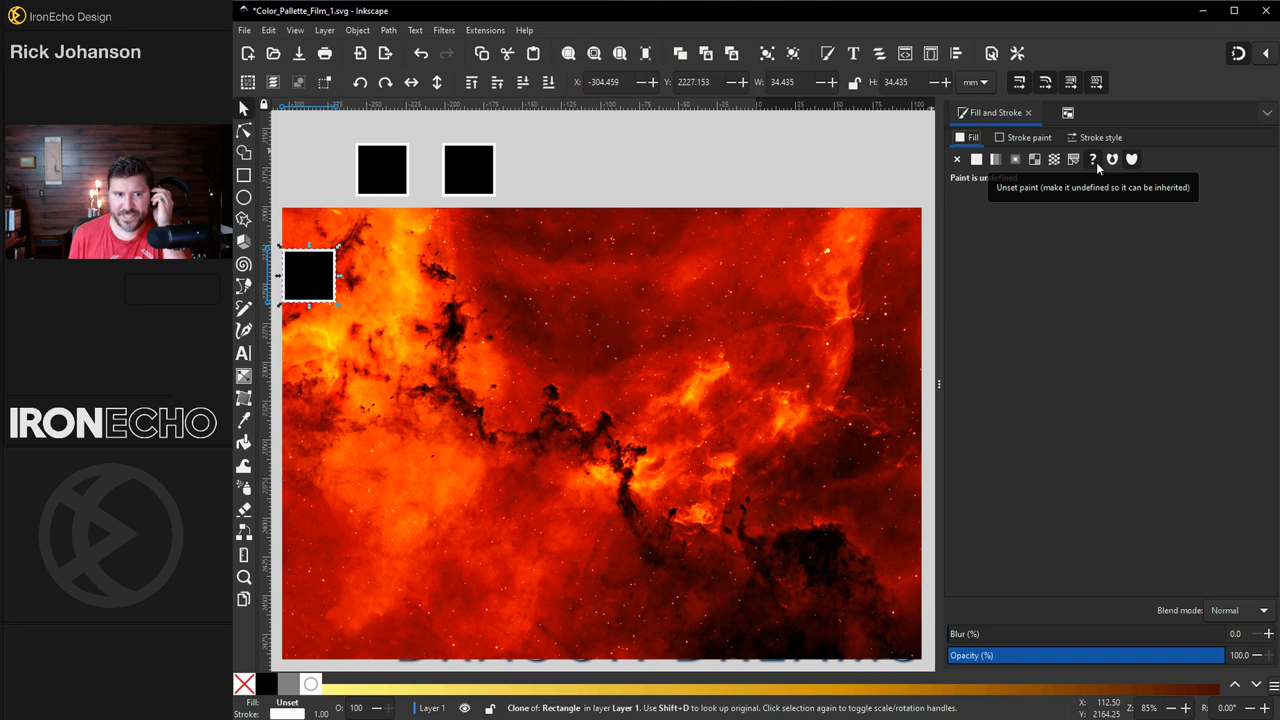 IronEcho Design
Rick Johanson
IRONECHO
*Color_Pallette_Film_1.svg - Inkscape
File Edit View Object Path Text Filters Extensions Help
X: -304.459 Y: 2227.153 W: 34.435 H: 34.435 mm
Fill and Stroke
Fill Stroke paint Stroke style
Paint is undefined
Unset paint (make it undefined so it can be inherited)
Blend mode: Normal
Blur (%) 0.0
Opacity (%) 100.0
Fill: Unset O: 100 Layer 1 Clone of: Rectangle in layer Layer 1. Use Shift+D to look up original. Click selection again to toggle scale/rotation handles. X: 112.50 Z: 85% R: 0.00°
Stroke: 1.00 Y: 2164.25